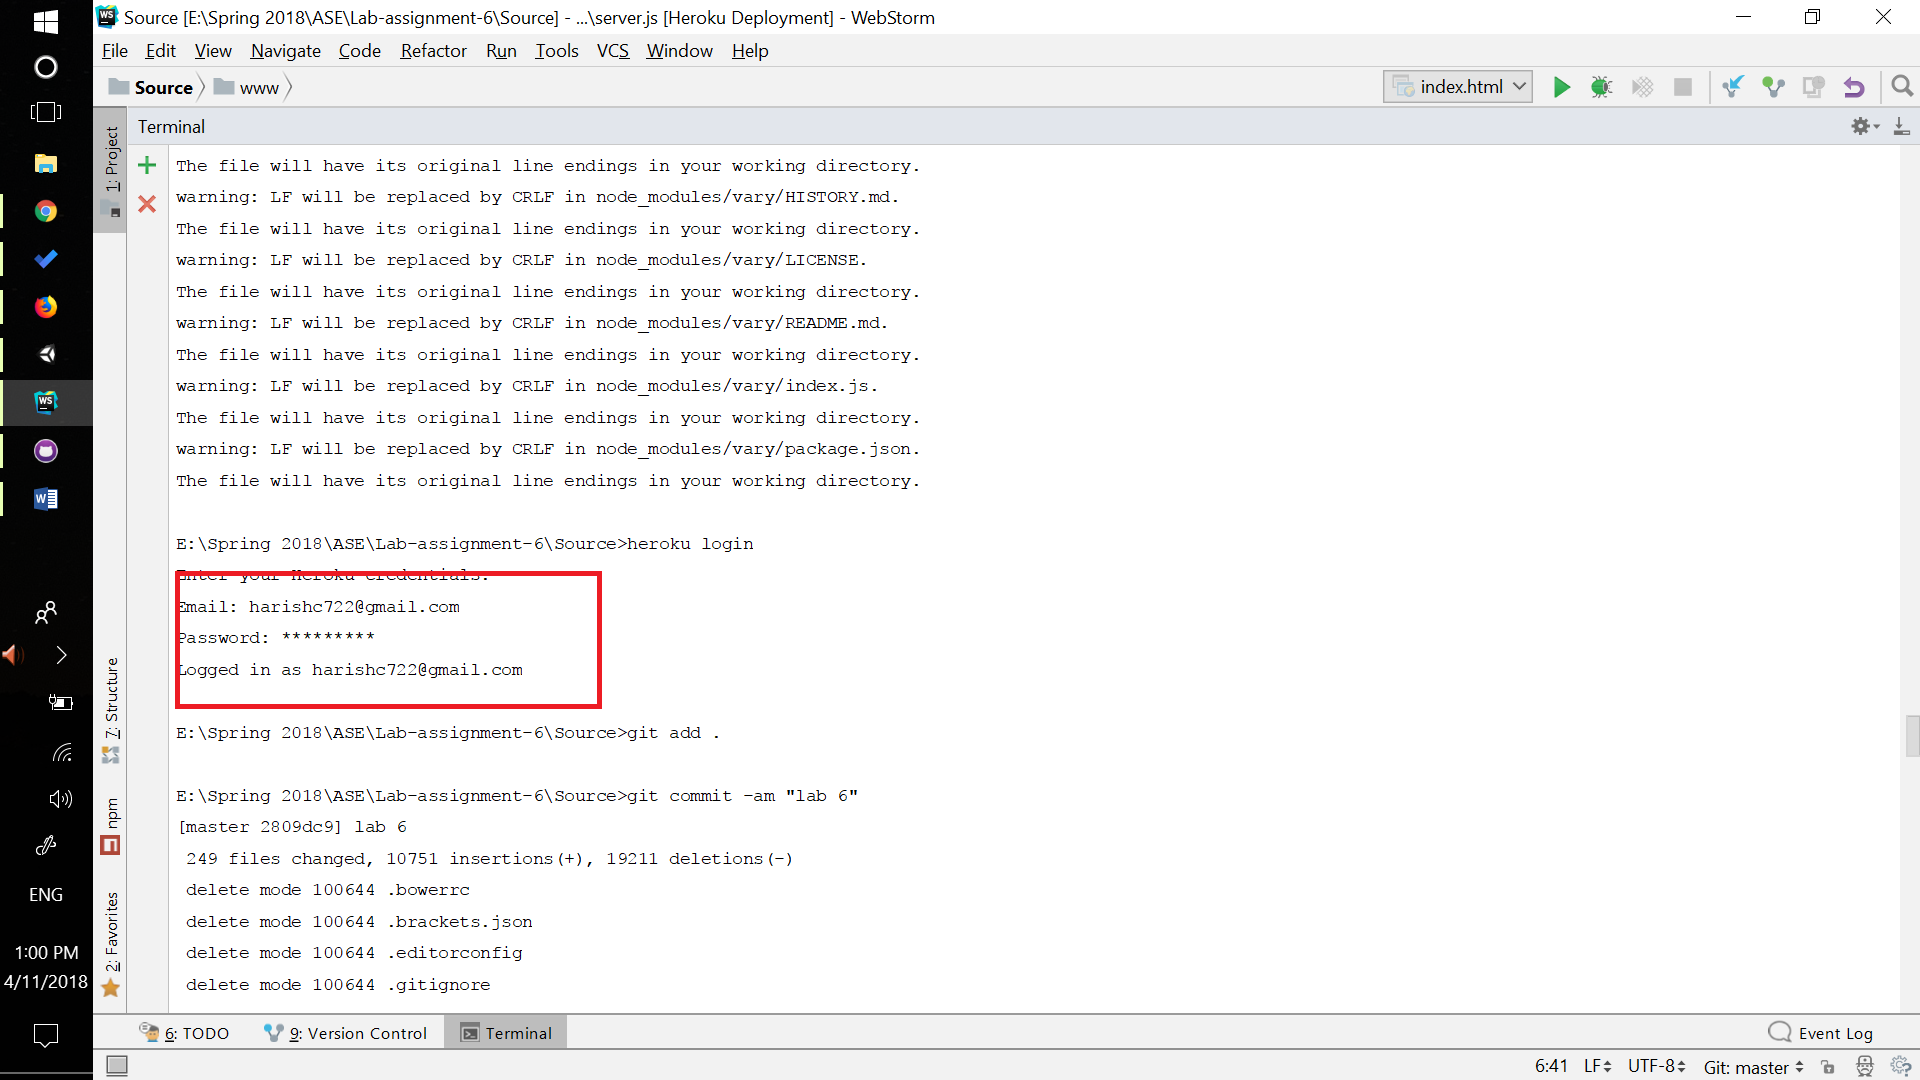 Source [E:\Spring 2018\ASE\Lab-assignment-6\Source] - ...\server.js [Heroku Deployment] - WebStorm
File Edit View Navigate Code Refactor Run Tools VCS Window Help
Source www index.html
1: Project
Terminal
The file will have its original line endings in your working directory.
warning: LF will be replaced by CRLF in node_modules/vary/HISTORY.md.
The file will have its original line endings in your working directory.
warning: LF will be replaced by CRLF in node_modules/vary/LICENSE.
The file will have its original line endings in your working directory.
warning: LF will be replaced by CRLF in node_modules/vary/README.md.
The file will have its original line endings in your working directory.
warning: LF will be replaced by CRLF in node_modules/vary/index.js.
The file will have its original line endings in your working directory.
warning: LF will be replaced by CRLF in node_modules/vary/package.json.
The file will have its original line endings in your working directory.
E:\Spring 2018\ASE\Lab-assignment-6\Source>heroku login
Enter your Heroku credentials:
Email: harishc722@gmail.com
Password: *********
Logged in as harishc722@gmail.com
E:\Spring 2018\ASE\Lab-assignment-6\Source>git add .
E:\Spring 2018\ASE\Lab-assignment-6\Source>git commit -am "lab 6"
[master 2809dc9] lab 6
249 files changed, 10751 insertions(+), 19211 deletions(-)
delete mode 100644 .bowerrc
delete mode 100644 .brackets.json
delete mode 100644 .editorconfig
delete mode 100644 .gitignore
7: Structure
npm
2: Favorites
WS
W
ENG
1:00 PM
4/11/2018
6: TODO 9: Version Control Terminal Event Log
6:41 LF UTF-8 Git: master